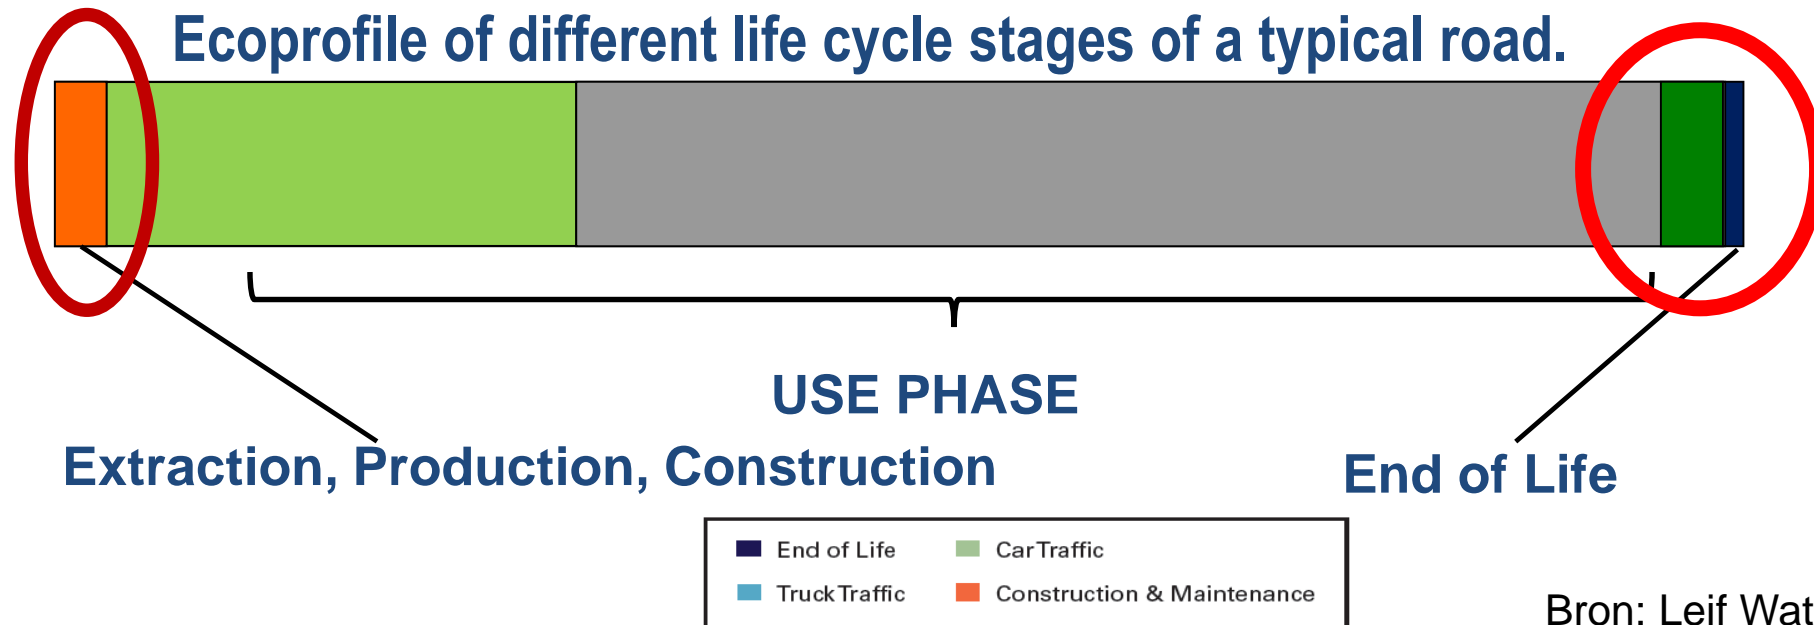 Ecoprofile of different life cycle stages of a typical road.
USE PHASE
Extraction, Production, Construction
End of Life
End of Life
Car Traffic
Truck Traffic
Construction & Maintenance
Bron: Leif Wat